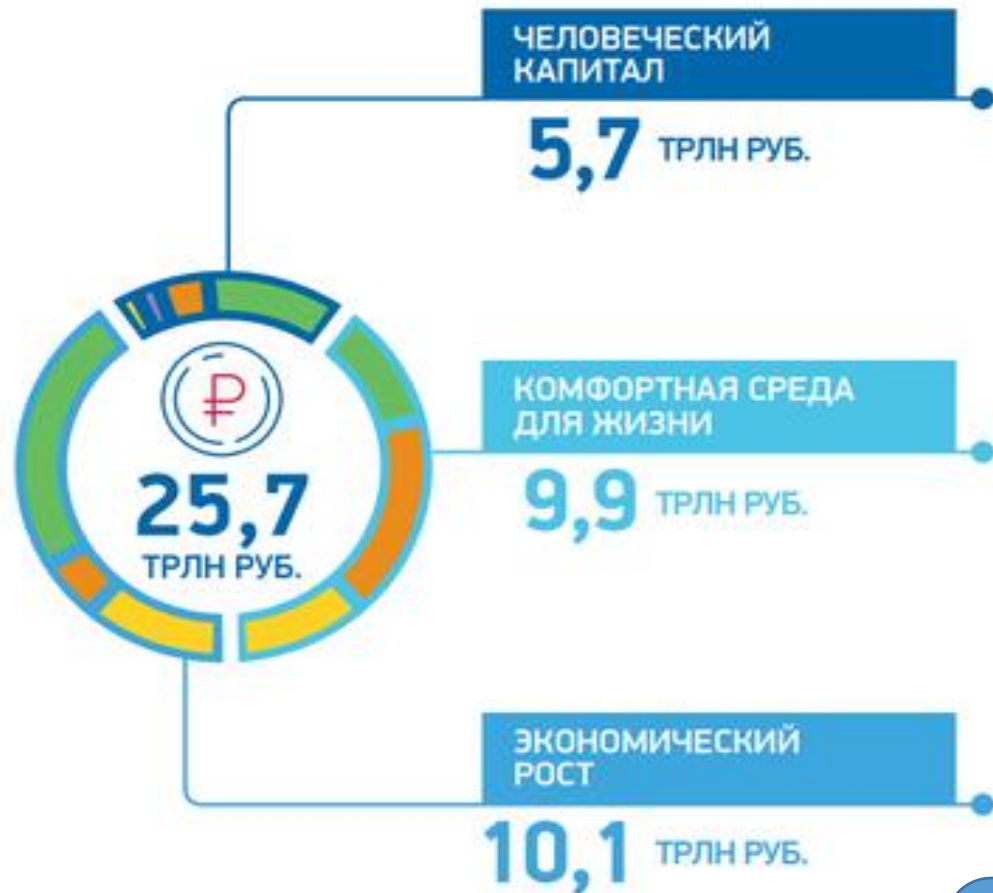 ЧЕЛОВЕЧЕСКИЙ
КАПИТАЛ
5,7 ТРЛН РУБ.
25,7
ТРЛН РУБ.
КОМФОРТНАЯ СРЕДА
ДЛЯ ЖИЗНИ
9,9 ТРЛН РУБ.
ЭКОНОМИЧЕСКИЙ
РОСТ
10,1 ТРЛН РУБ.